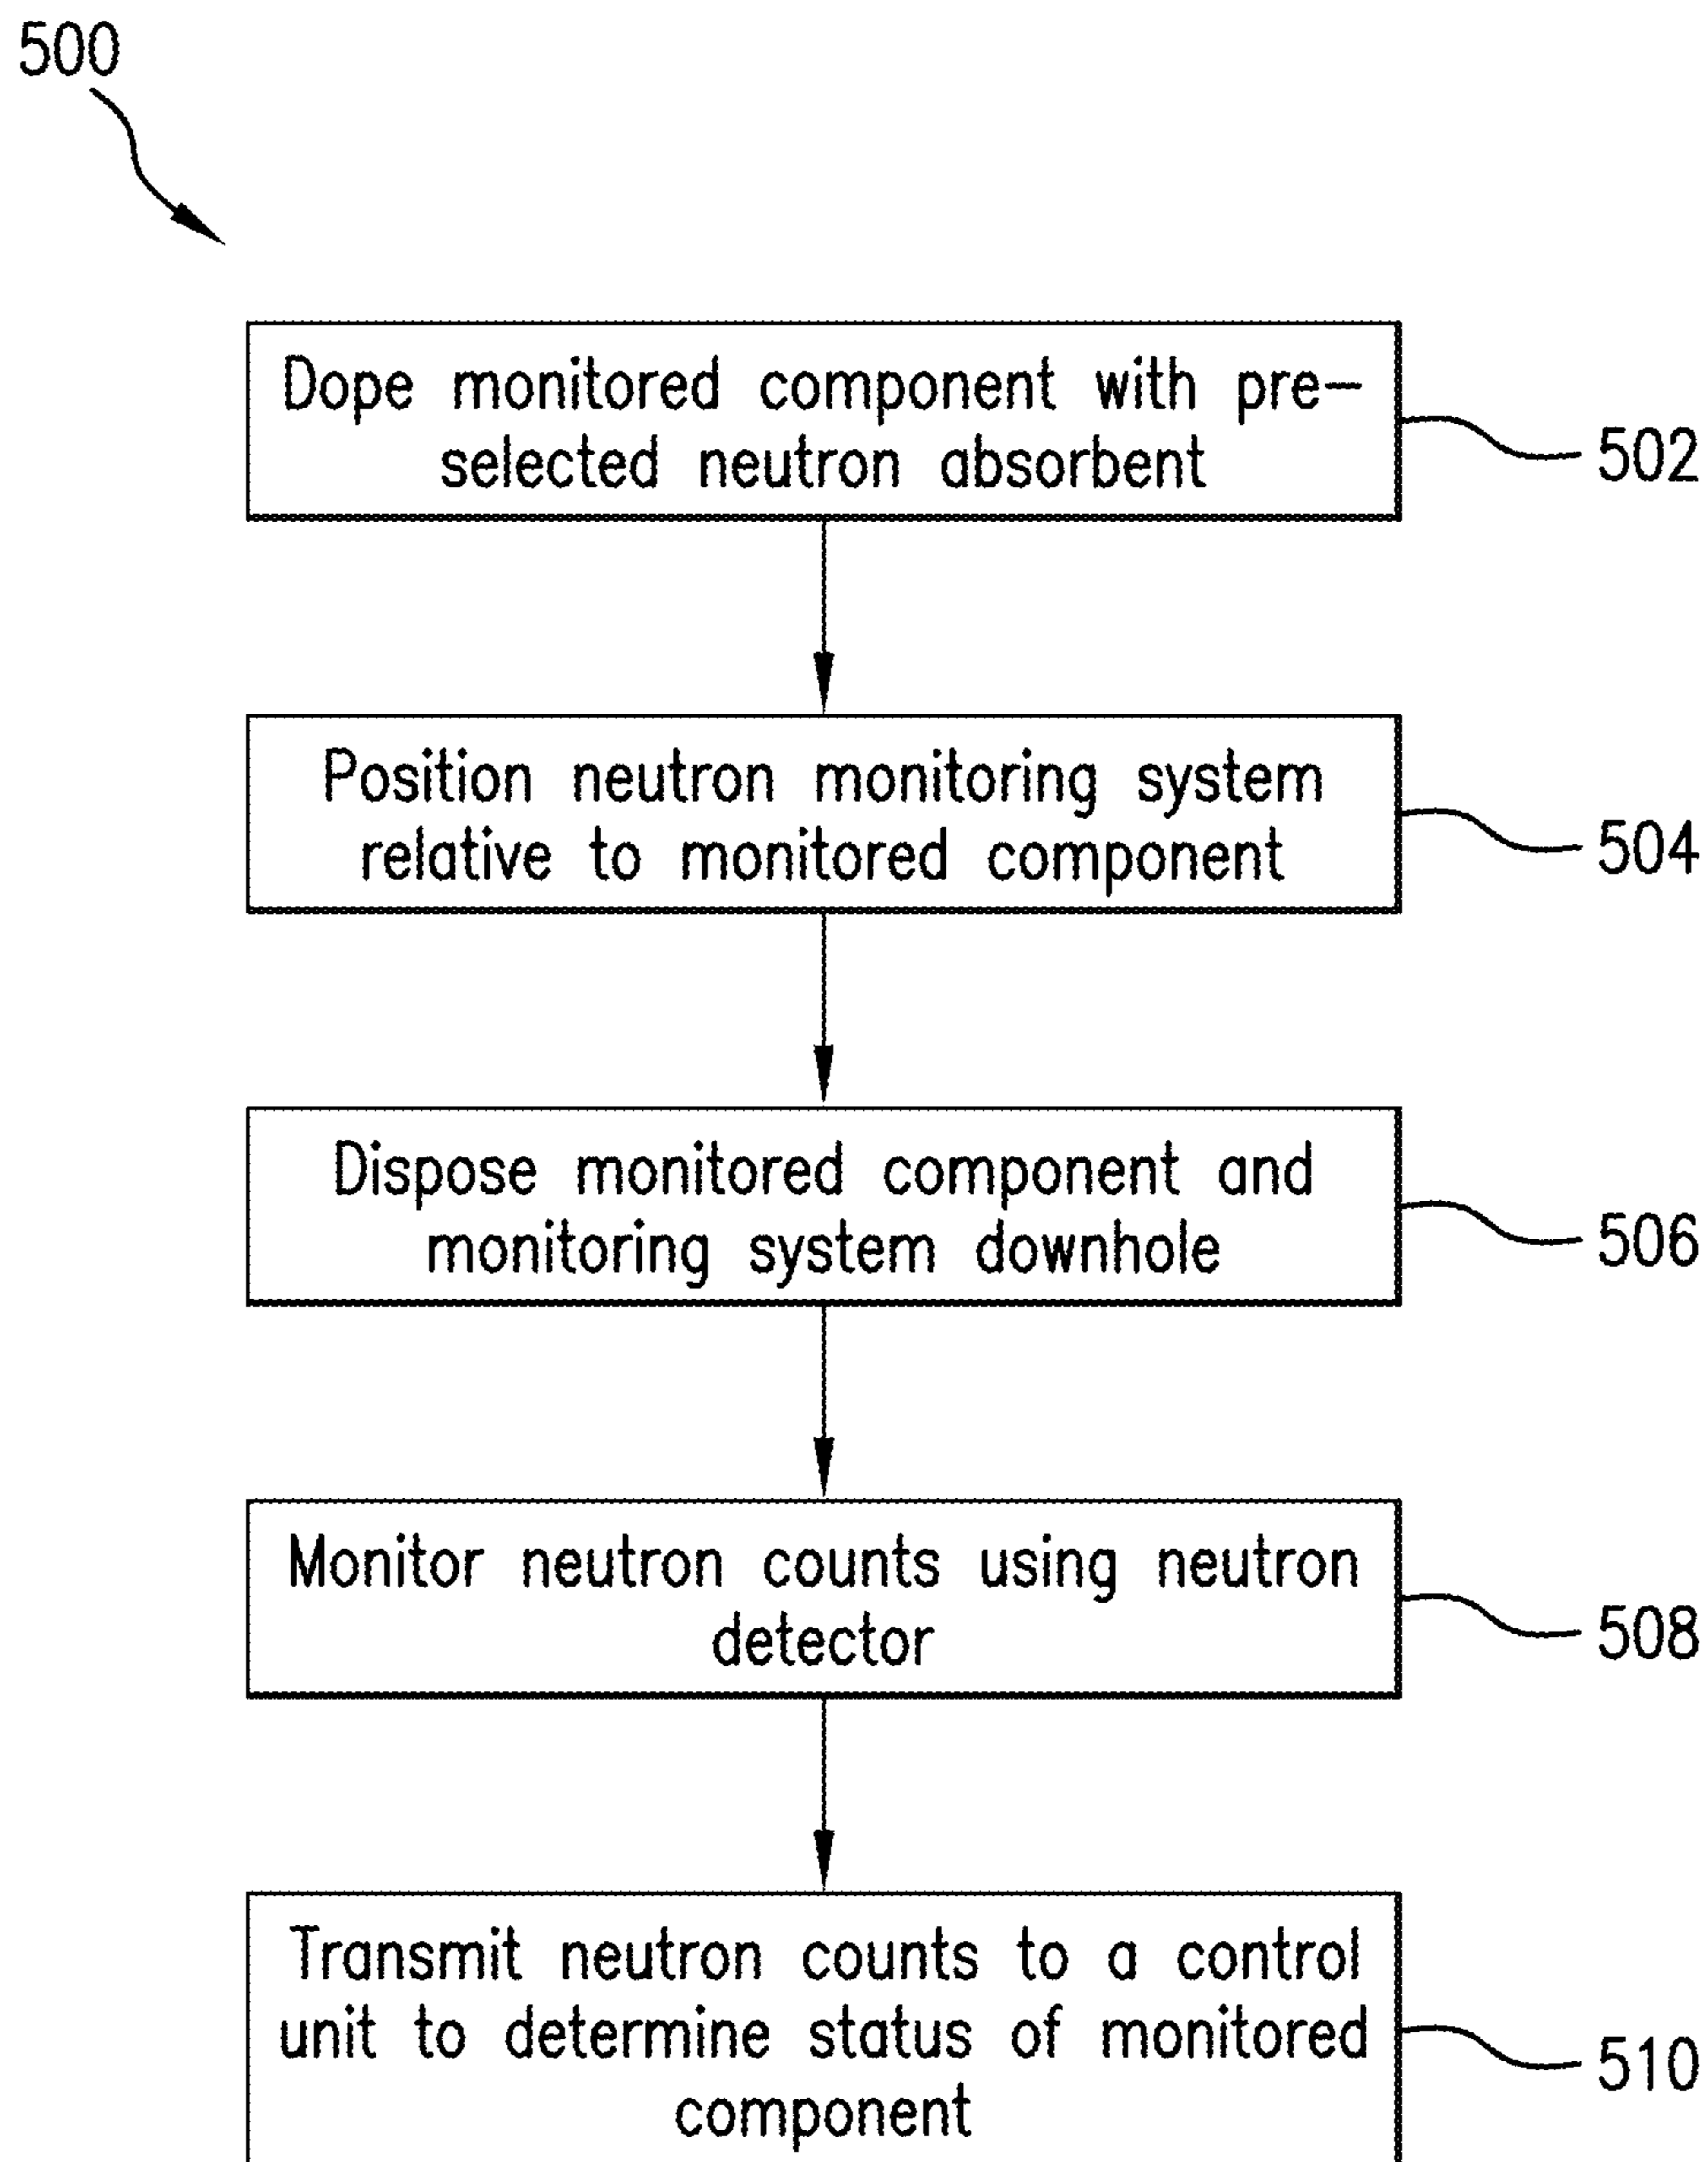 500
Dope monitored component with pre-
selected neutron absorbent
502
Position neutron monitoring system
relative to monitored component
504
Dispose monitored component and
monitoring system downhole
506
Monitor neutron counts using neutron
detector
508
Transmit neutron counts to a control
unit to determine status of monitored
component
510